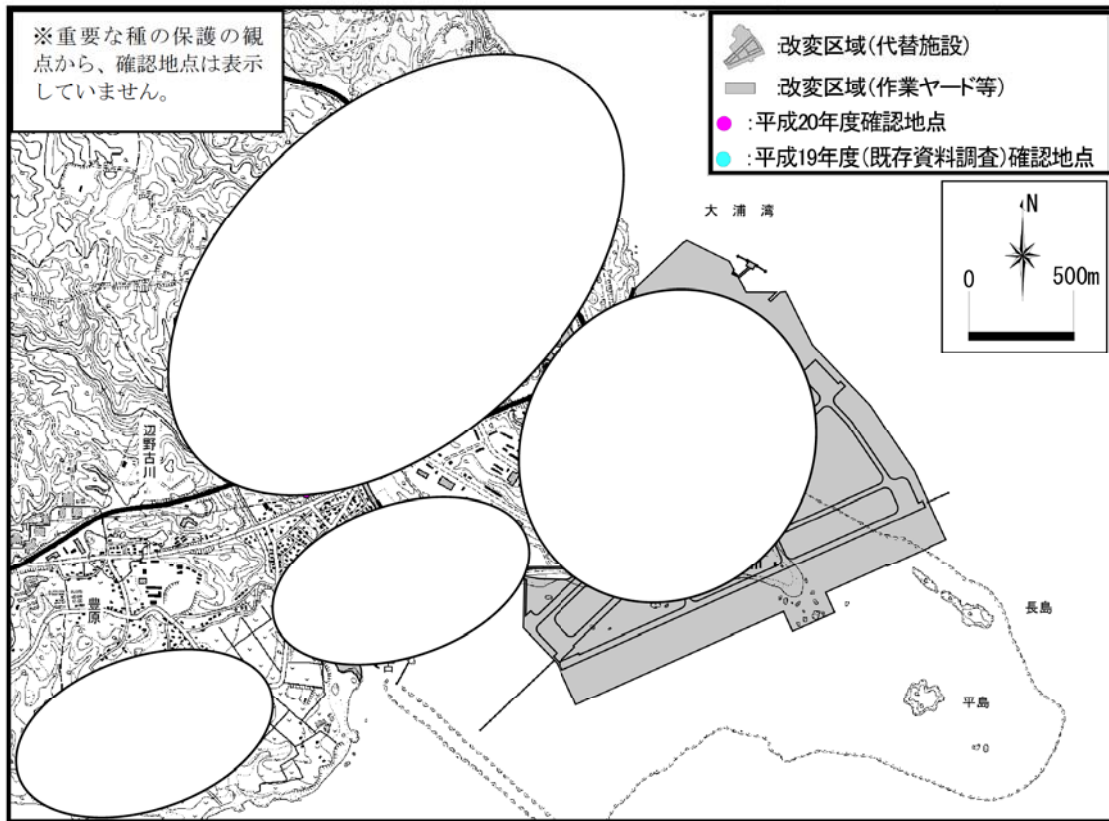 ※重要な種の保護の観
点から、確認地点は表示
していません。
:改変区域(代替施設)
:改変区域(作業ヤード等)
:平成20年度確認地点
:平成19年度(既存資料調査)確認地点
大浦湾
N
0 500m
辺野古川
豊原
長島
平島